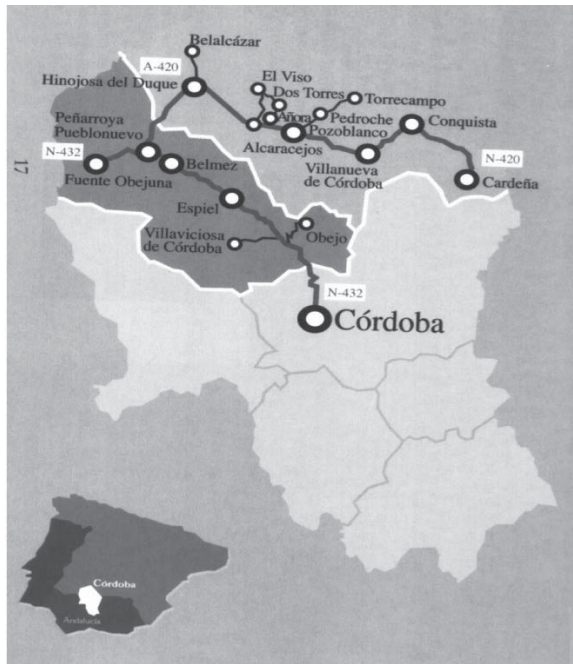 Belalcázar
A-420
Hinojosa del Duque
El Viso
Dos Torres
Torrecampo
Añora
Pedroche
Conquista
Peñarroya
Pueblonuevo
Pozoblanco
Alcaracejos
N-432
17
Belmez
Villanueva
de Córdoba
N-420
Fuente Obejuna
Cardeña
Espiel
Villaviciosa
de Córdoba
Obejo
N-432
Córdoba
Córdoba
Andalucía